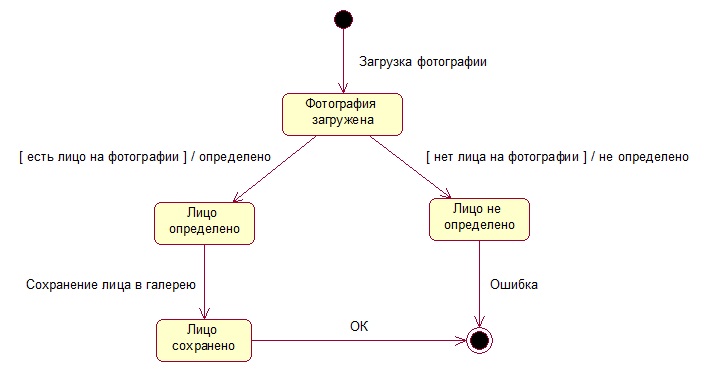 Загрузка фотографии
Фотография
загружена
[ есть лицо на фотографии ] / определено
[ нет лица на фотографии ] / не определено
Лицо
определено
Лицо не
определено
Сохранение лица в галерею
Ошибка
Лицо
сохранено
ОК